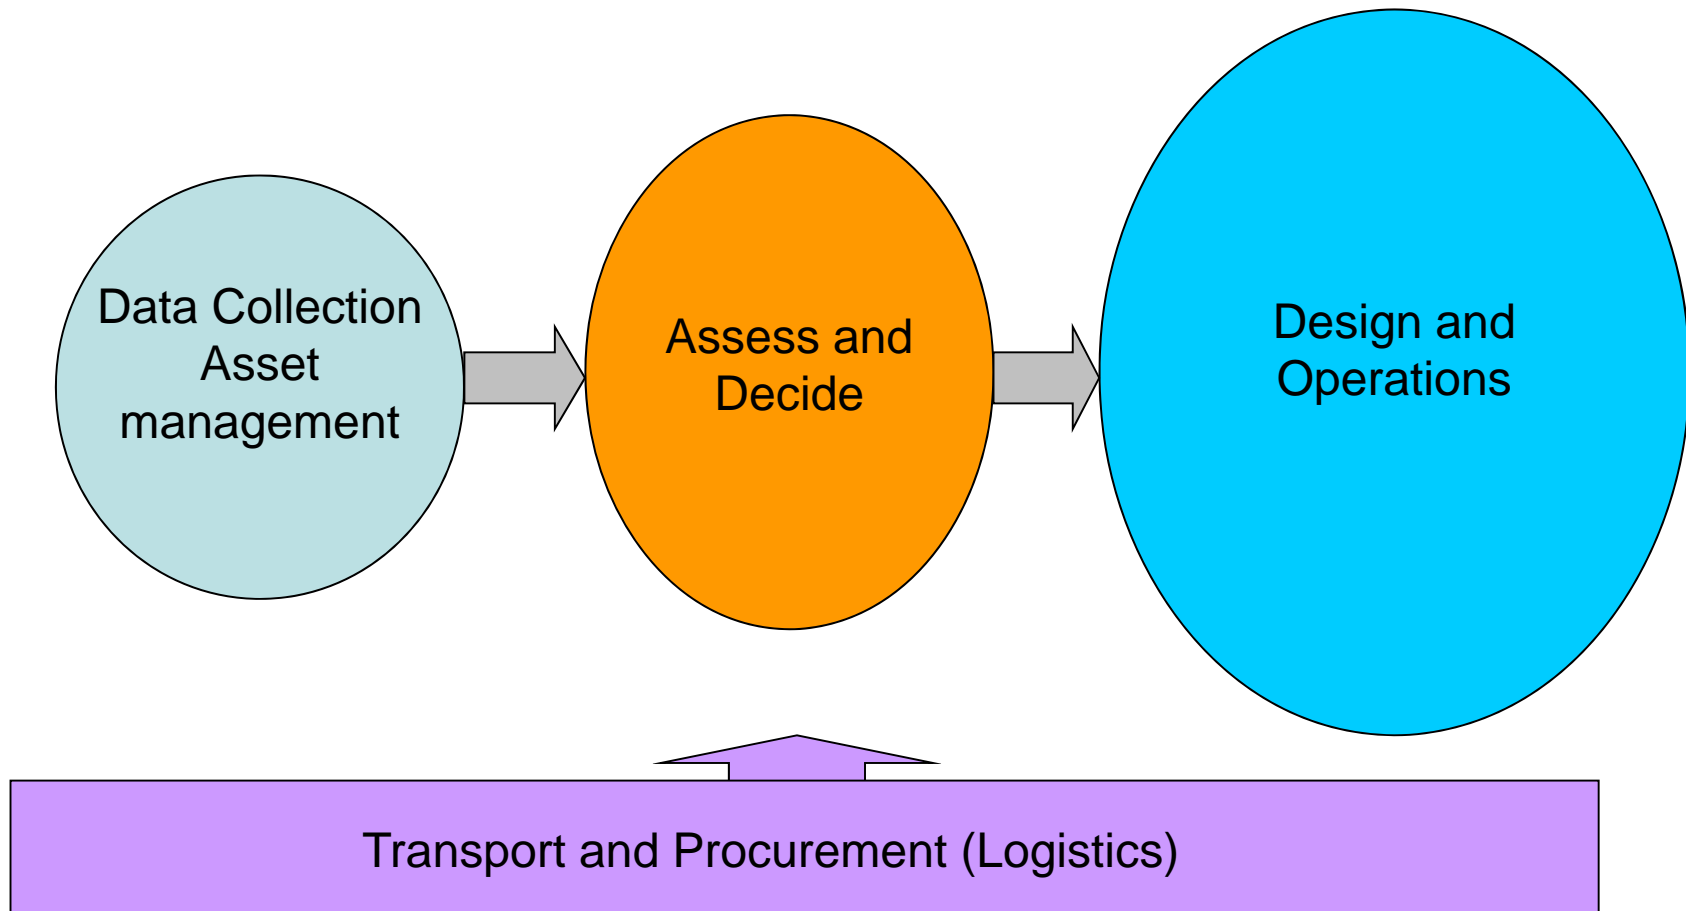 Data Collection
Asset
management
Assess and
Decide
Design and
Operations
Transport and Procurement (Logistics)